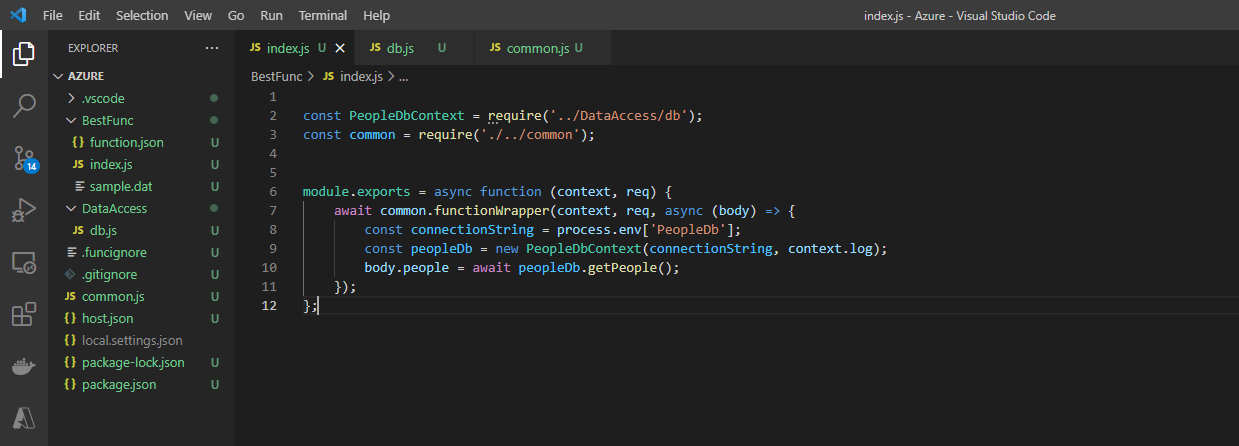 File Edit Selection View Go Run Terminal Help
index.js - Azure - Visual Studio Code
EXPLORER ···
AZURE
.vscode
BestFunc
{} function.json U
JS index.js U
sample.dat U
DataAccess
JS db.js U
.funcignore U
.gitignore U
JS common.js U
{} host.json U
{} local.settings.json
{} package-lock.json U
{} package.json U
14
JS index.js U JS db.js U JS common.js U
BestFunc > JS index.js > ...
1
2 const PeopleDbContext = require('../DataAccess/db');
3 const common = require('./../common');
4
5
6 module.exports = async function (context, req) {
7 await common.functionWrapper(context, req, async (body) => {
8 const connectionString = process.env['PeopleDb'];
9 const peopleDb = new PeopleDbContext(connectionString, context.log);
10 body.people = await peopleDb.getPeople();
11 });
12 };